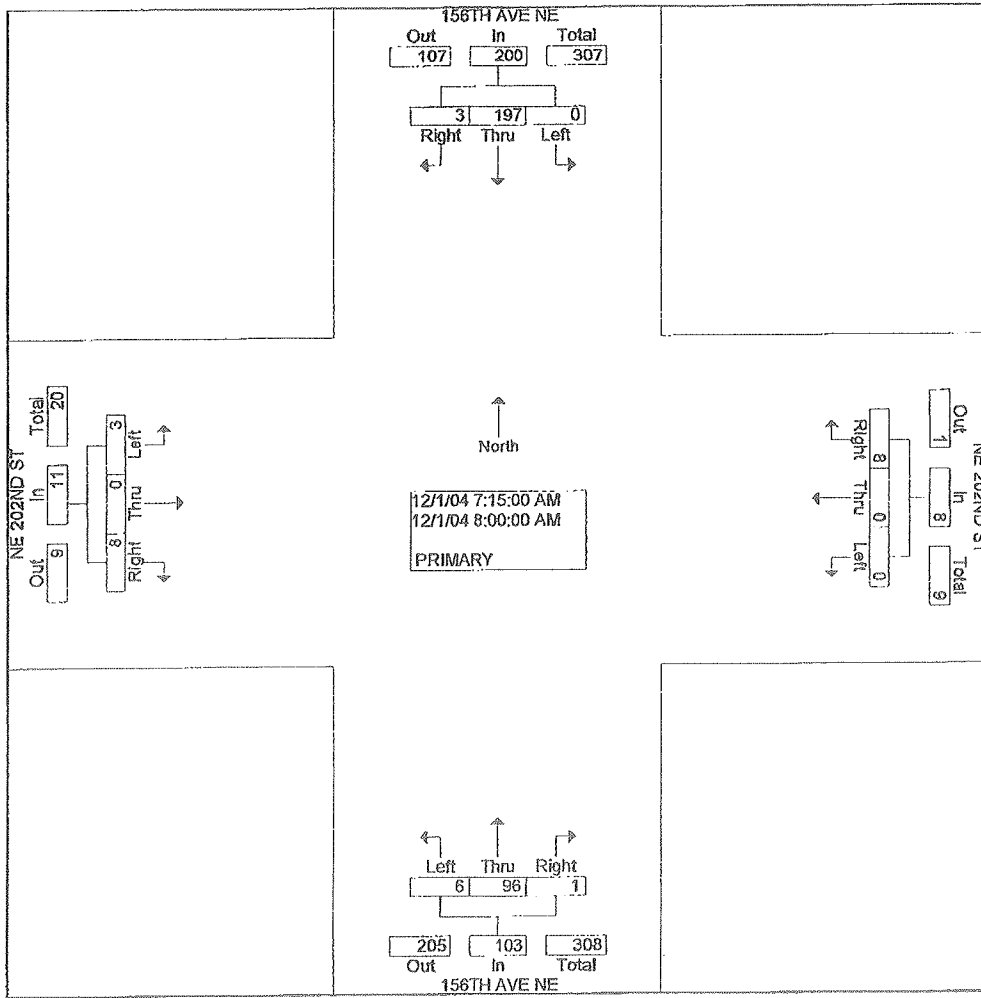 156TH AVE NE
Out In Total
107 200 307
3 197 0
Right Thru Left
NE 202ND ST
Total In Out
20 11 9
3 0 8
Left Thru Right
North
12/1/04 7:15:00 AM
12/1/04 8:00:00 AM
PRIMARY
Right Thru Left
8 0 0
Out In Total
1 8 9
NE 202ND ST
Left Thru Right
6 96 1
205 103 308
Out In Total
156TH AVE NE